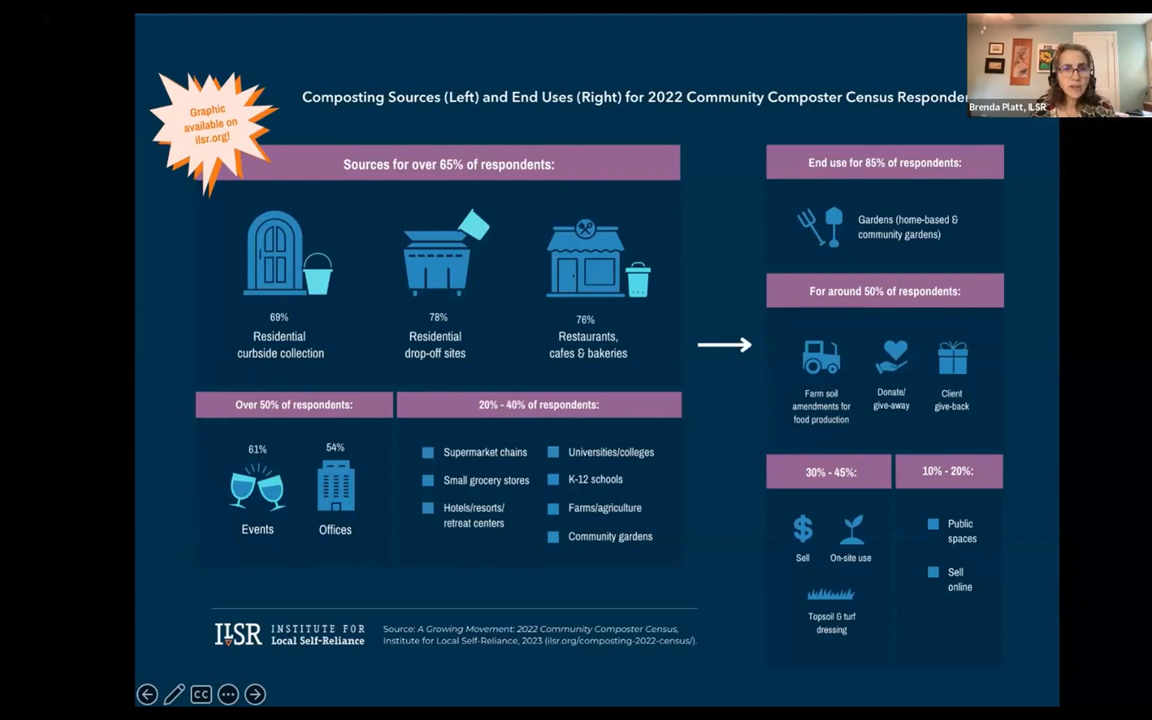 Graphic
available on
ilsr.org!
Composting Sources (Left) and End Uses (Right) for 2022 Community Composter Census
Brenda Platt, ILSR
Sources for over 65% of respondents:
69%
Residential
curbside collection
78%
Residential
drop-off sites
76%
Restaurants,
cafes & bakeries
Over 50% of respondents:
61%
Events
54%
Offices
20% - 40% of respondents:
Supermarket chains
Small grocery stores
Hotels/resorts/
retreat centers
Universities/colleges
K-12 schools
Farms/agriculture
Community gardens
End use for 85% of respondents:
Gardens (home-based &
community gardens)
For around 50% of respondents:
Farm soil
amendments for
food production
Donate/
give-away
Client
give-back
30% - 45%:
$
Sell
On-site use
Topsoil & turf
dressing
10% - 20%:
Public
spaces
Sell
online
ILSR
INSTITUTE FOR
Local Self-Reliance
Source: A Growing Movement: 2022 Community Composter Census,
Institute for Local Self-Reliance, 2023 (ilsr.org/composting-2022-census/).
CC